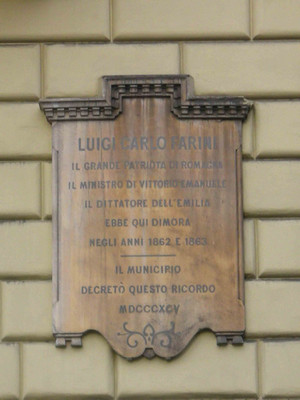 LUIGI CARLO FARINI
IL GRANDE PATRIOTA DI ROMAGNA
IL MINISTRO DI VITTORIO EMANUELE
IL DITTATORE DELL'EMILIA
EBBE QUI DIMORA
NEGLI ANNI 1862 E 1863
IL MUNICIPIO
DECRETÒ QUESTO RICORDO
MDCCCXCV